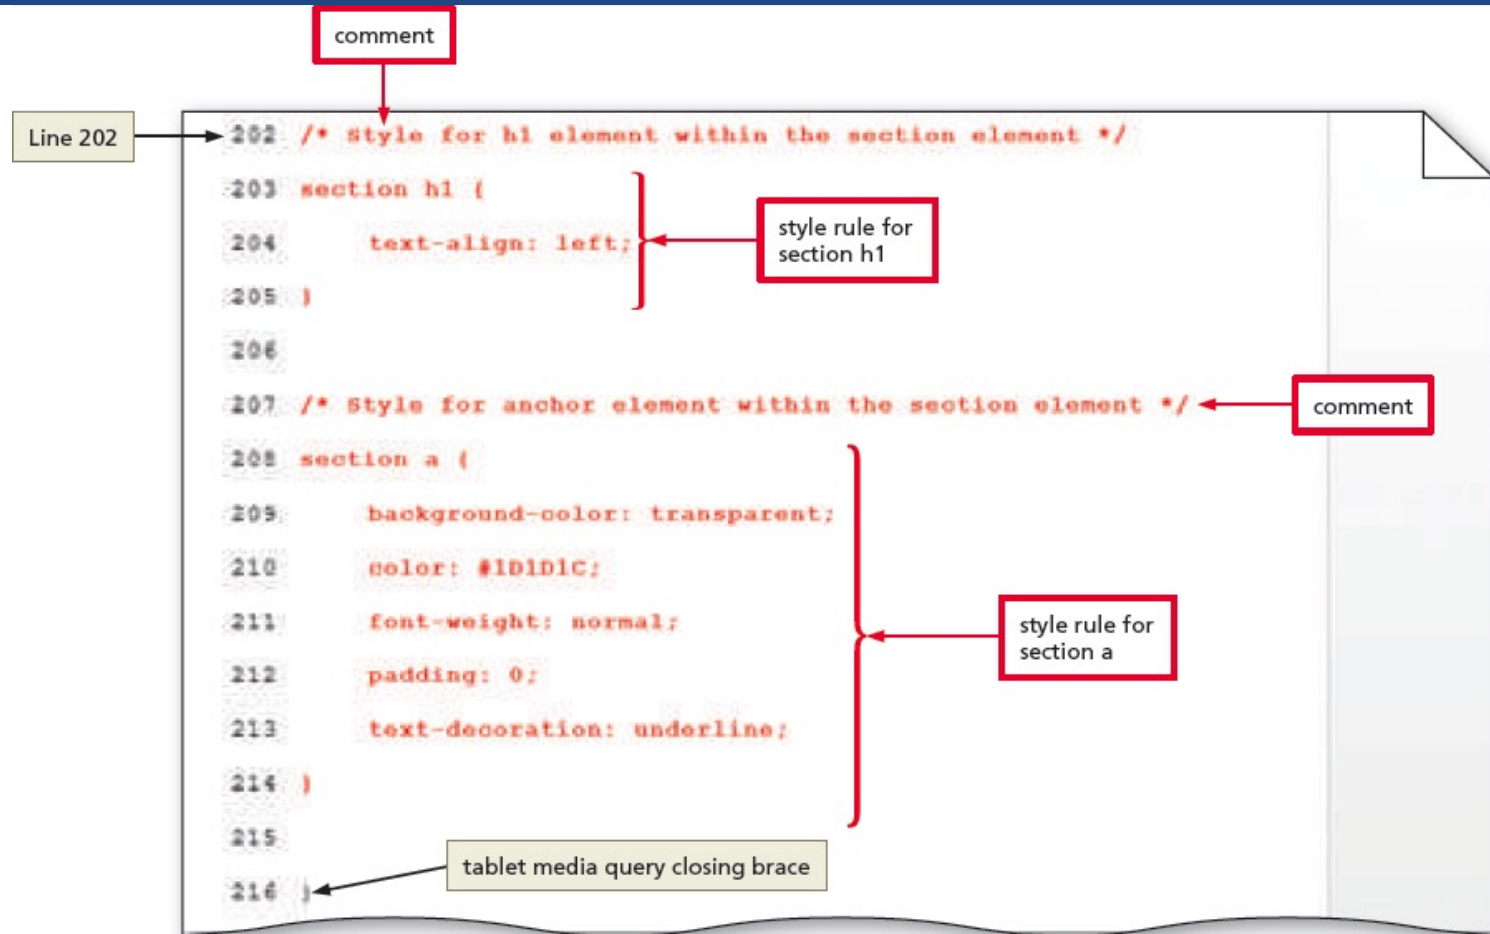 comment
Line 202
202 /* Style for h1 element within the section element */
203 section h1 {
204 text-align: left;
205 }
style rule for
section h1
206
207 /* Style for anchor element within the section element */
comment
208 section a {
209 background-color: transparent;
210 color: #1D1D1C;
211 font-weight: normal;
212 padding: 0;
213 text-decoration: underline;
214 }
style rule for
section a
215
216 }
tablet media query closing brace